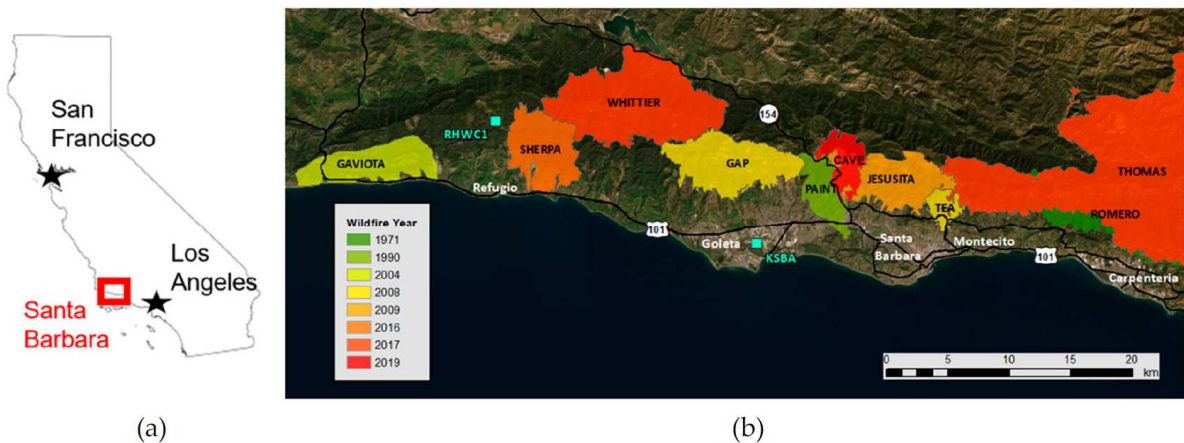 San
Francisco
Los
Angeles
Santa
Barbara
(a)
WHITTIER
154
RHWC1
SHERPA
GAVIOTA
GAP
CAVE
PAINT
JESUSITA
THOMAS
TEA
ROMERO
Refugio
101
Goleta
KSBA
Santa
Barbara
Montecito
101
Carpenteria
Wildfire Year
1971
1990
2004
2008
2009
2016
2017
2019
0 5 10 15 20
km
(b)